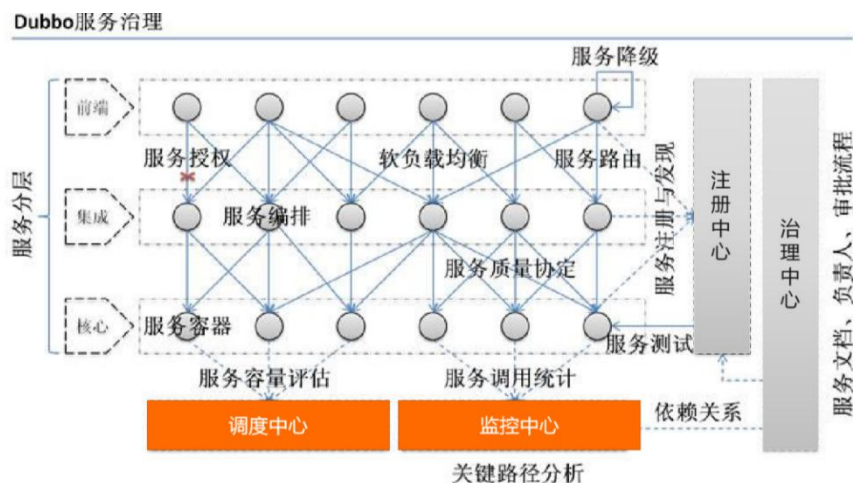 Dubbo服务治理
服务降级
前端
服务授权
软负载均衡
服务路由
服务分层
集成
服务编排
服务质量协定
服务注册与发现
注册中心
治理中心
服务文档、负责人、审批流程
核心
服务容器
服务测试
服务容量评估
服务调用统计
调度中心
监控中心
依赖关系
关键路径分析